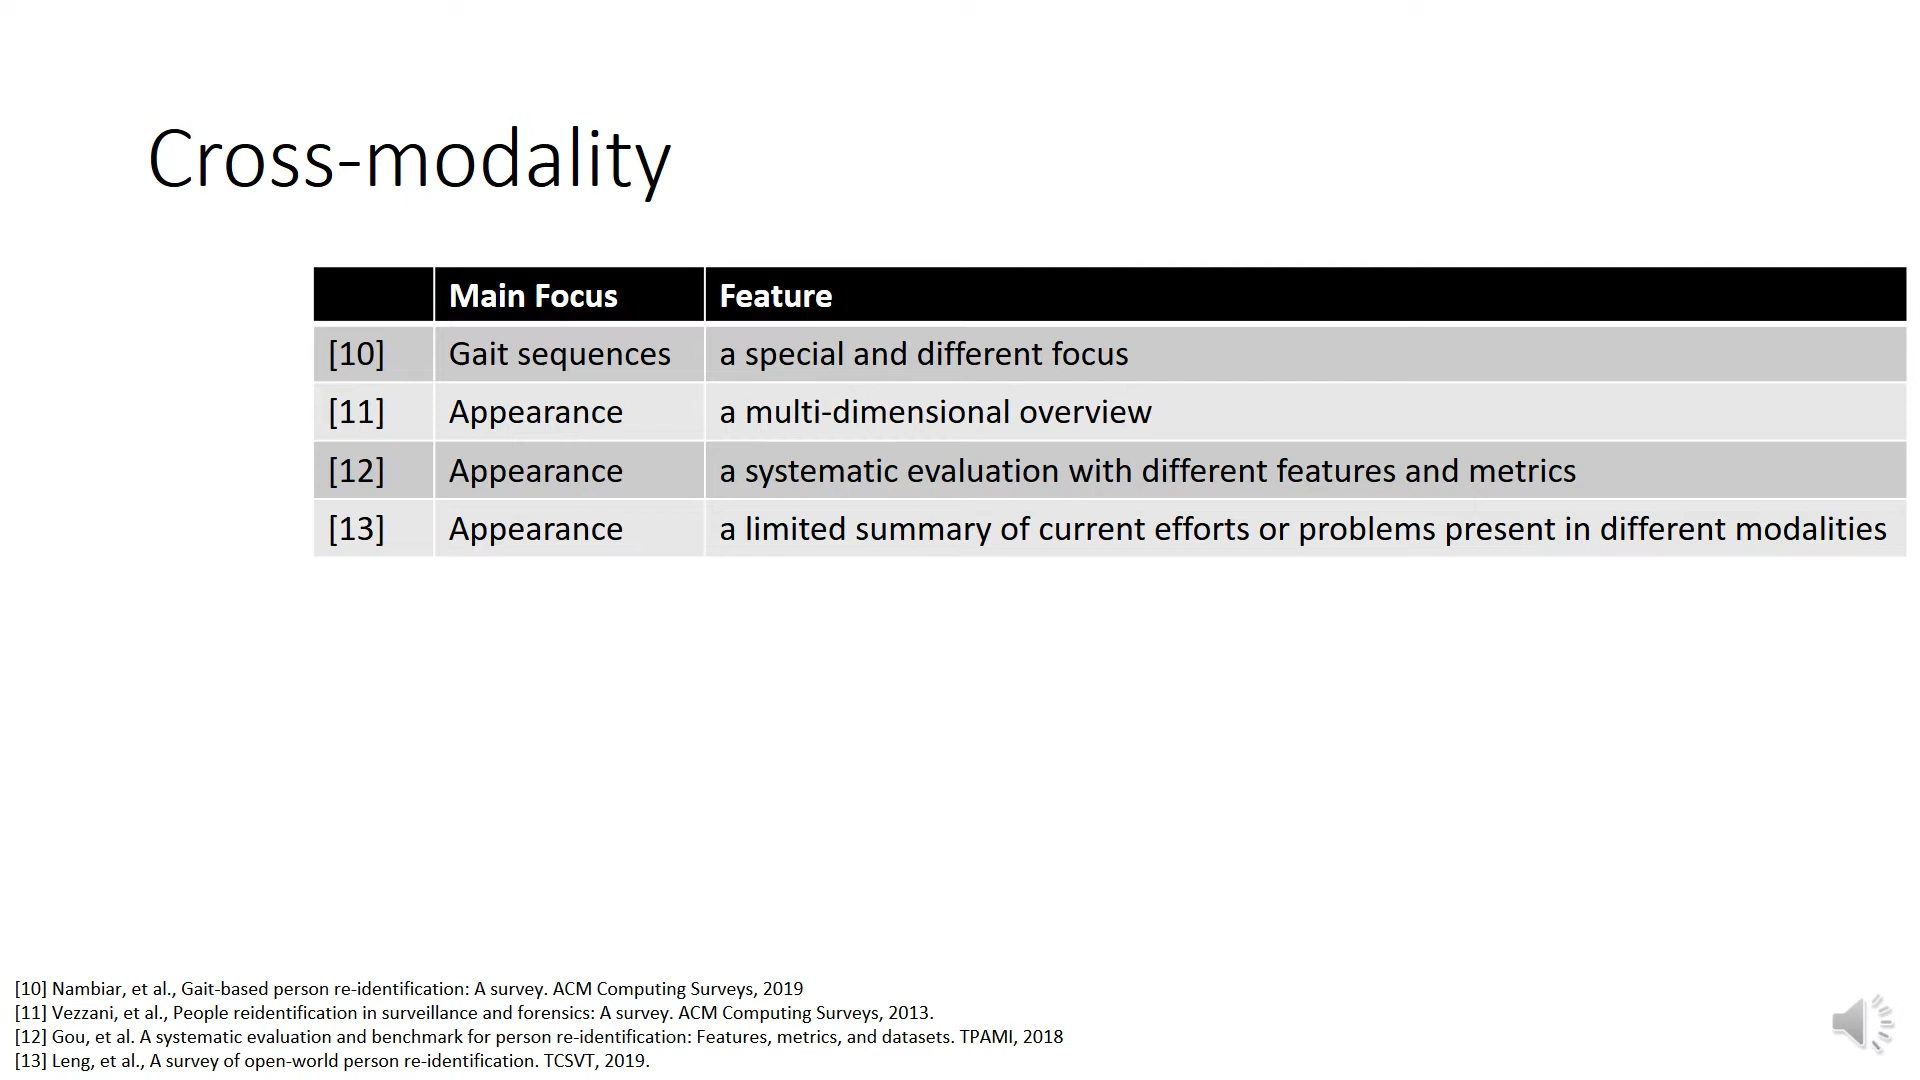 Cross-modality
Main Focus Feature
[10] Gait sequences a special and different focus
[11] Appearance a multi-dimensional overview
[12] Appearance a systematic evaluation with different features and metrics
[13] Appearance a limited summary of current efforts or problems present in different modalities
[10] Nambiar, et al., Gait-based person re-identification: A survey. ACM Computing Surveys, 2019
[11] Vezzani, et al., People reidentification in surveillance and forensics: A survey. ACM Computing Surveys, 2013.
[12] Gou, et al. A systematic evaluation and benchmark for person re-identification: Features, metrics, and datasets. TPAMI, 2018
[13] Leng, et al., A survey of open-world person re-identification. TCSVT, 2019.